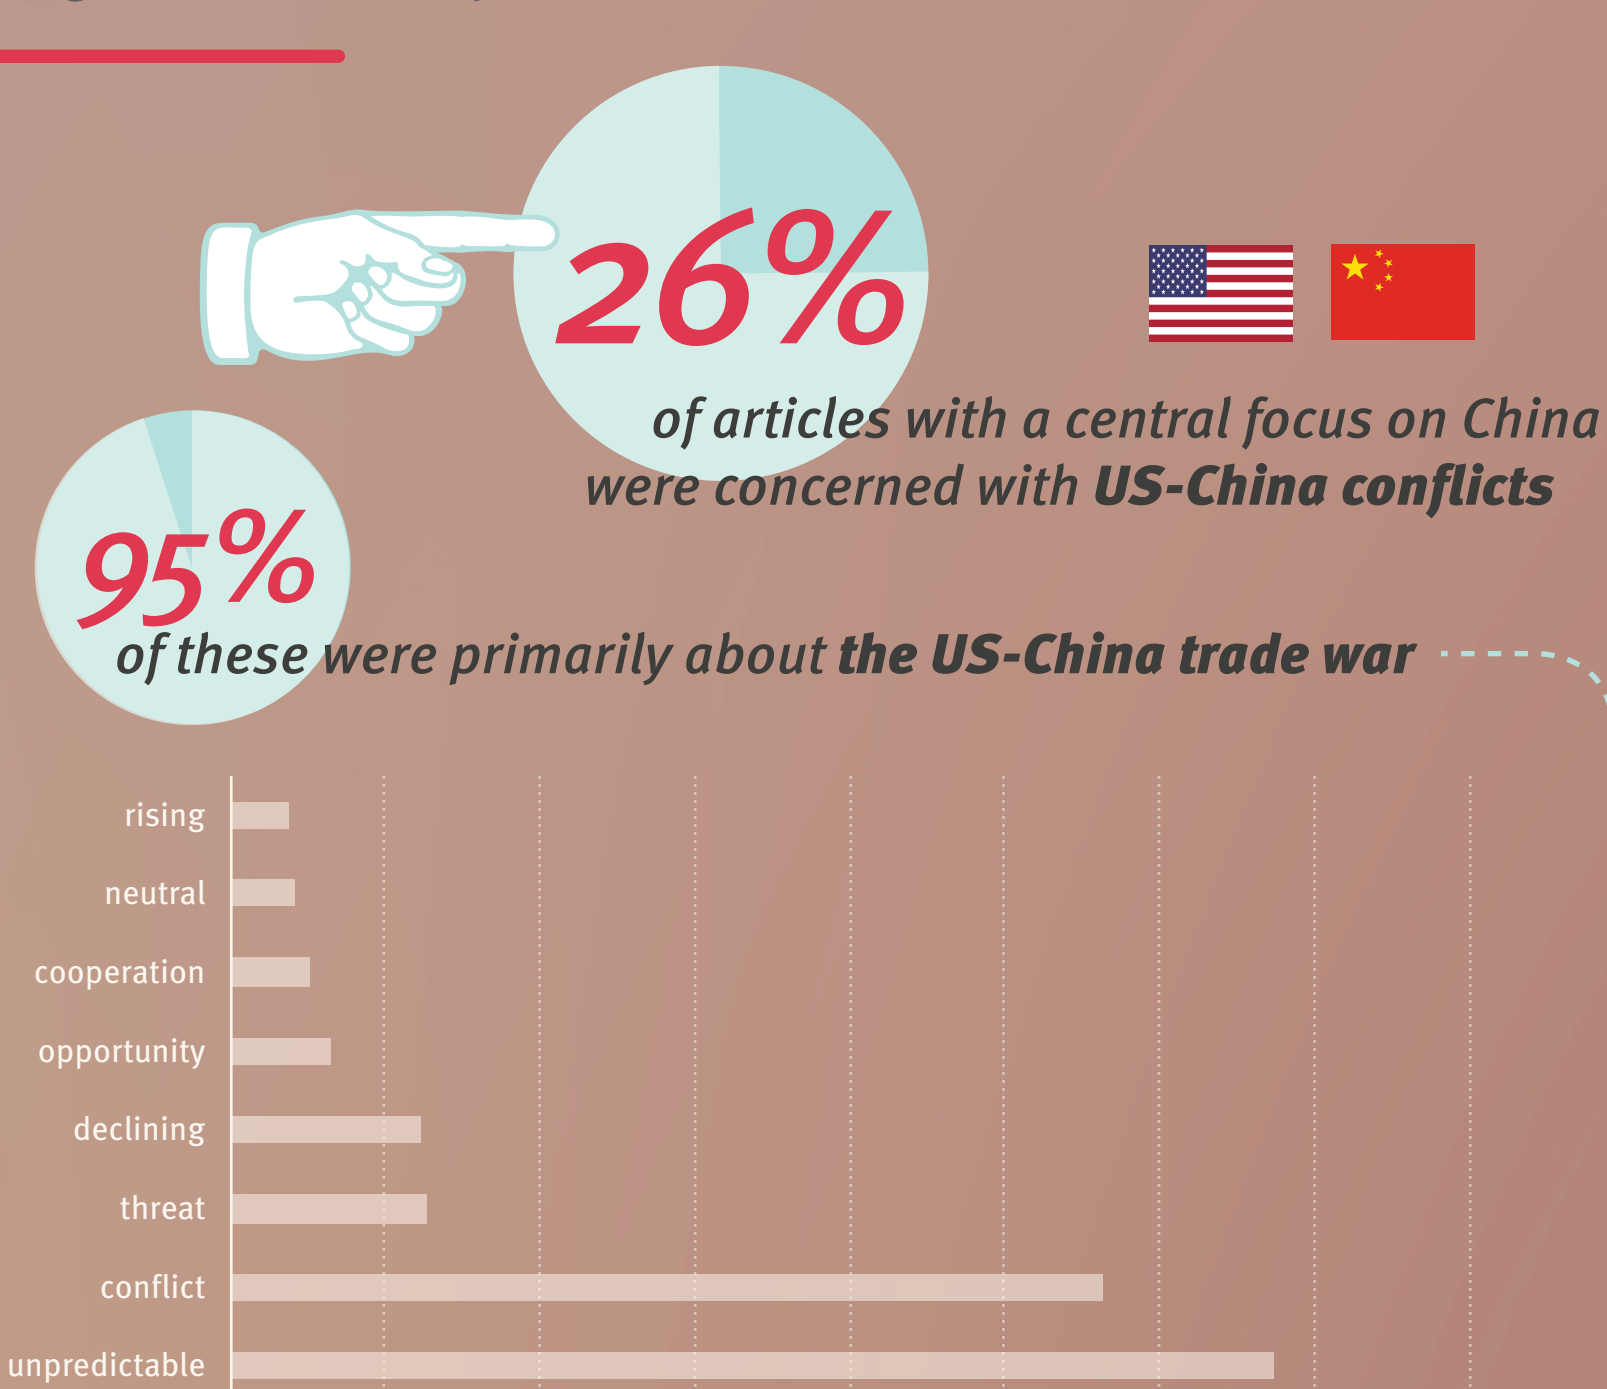 26%
of articles with a central focus on China
were concerned with US-China conflicts
95%
of these were primarily about the US-China trade war
rising
neutral
cooperation
opportunity
declining
threat
conflict
unpredictable